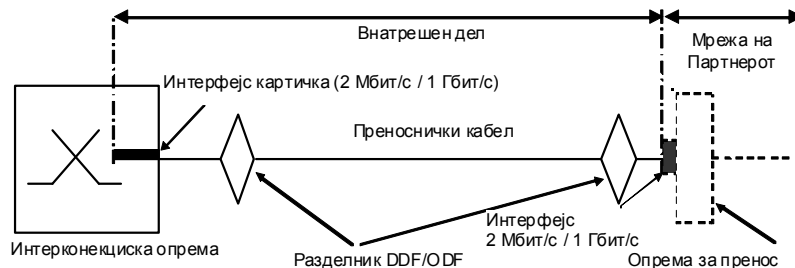 Внатрешен дел
Мрежа на
Партнерот
Интерфејс картичка (2 Мбит/с / 1 Гбит/с)
Преноснички кабел
Интерфејс
2 Мбит/с / 1 Гбит/с
Интерконекциска опрема
Разделник DDF/ODF
Опрема за пренос